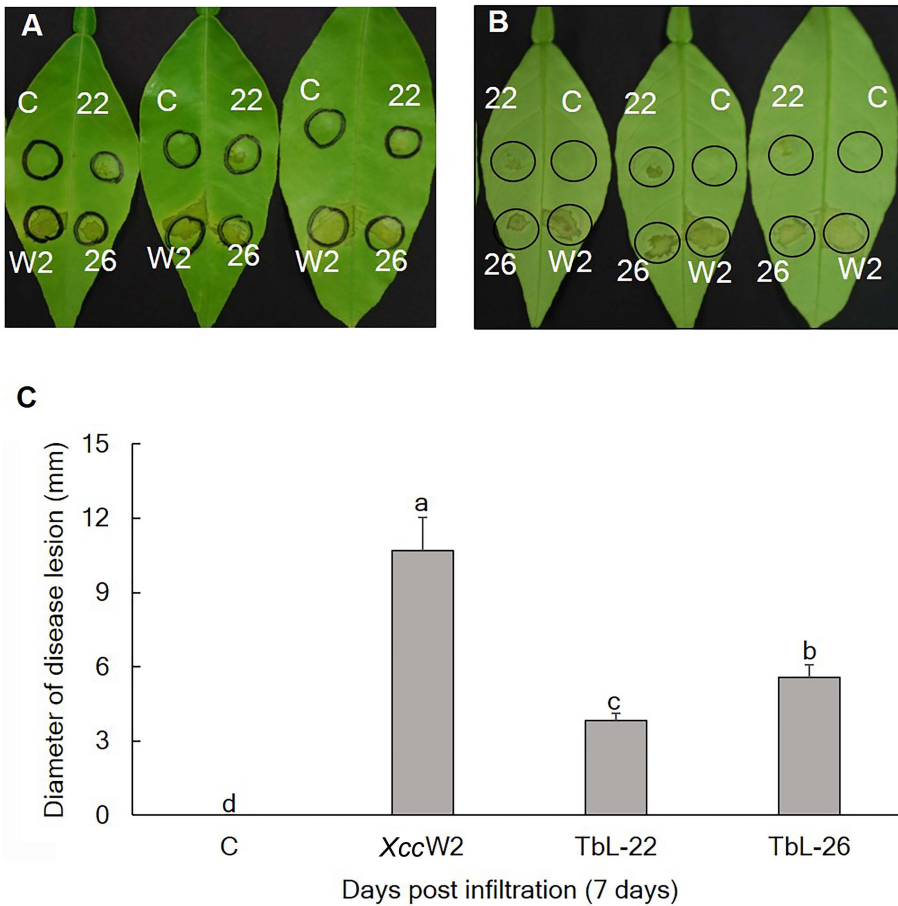 A
B
C 22 C 22 C 22
22 C 22 C 22 C
W2 26 W2 26 W2 26
26 W2 26 W2 26 W2
C
Diameter of disease lesion (mm)
15
12
9
6
3
0
a
b
c
d
C XccW2 TbL-22 TbL-26
Days post infiltration (7 days)